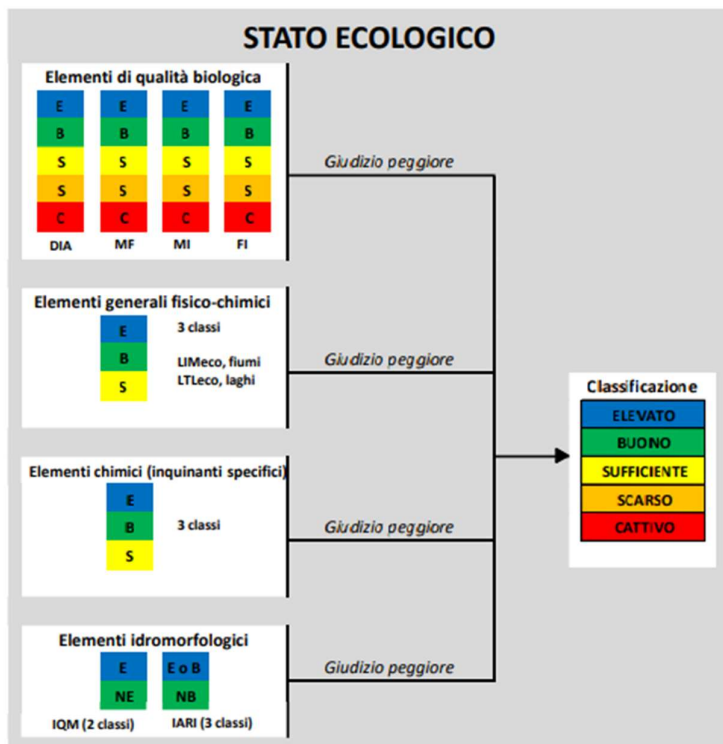 STATO ECOLOGICO
Elementi di qualità biologica
E E E E
B B B B
S S S S
S S S S
C C C C
DIA MF MI FI
Giudizio peggiore
Elementi generali fisico-chimici
E
B
S
3 classi
LIMeco, fiumi
LTLeco, laghi
Giudizio peggiore
Elementi chimici (inquinanti specifici)
E
B
S
3 classi
Giudizio peggiore
Elementi idromorfologici
E E o B
NE NB
IQM (2 classi) IARI (3 classi)
Giudizio peggiore
Classificazione
ELEVATO
BUONO
SUFFICIENTE
SCARSO
CATTIVO